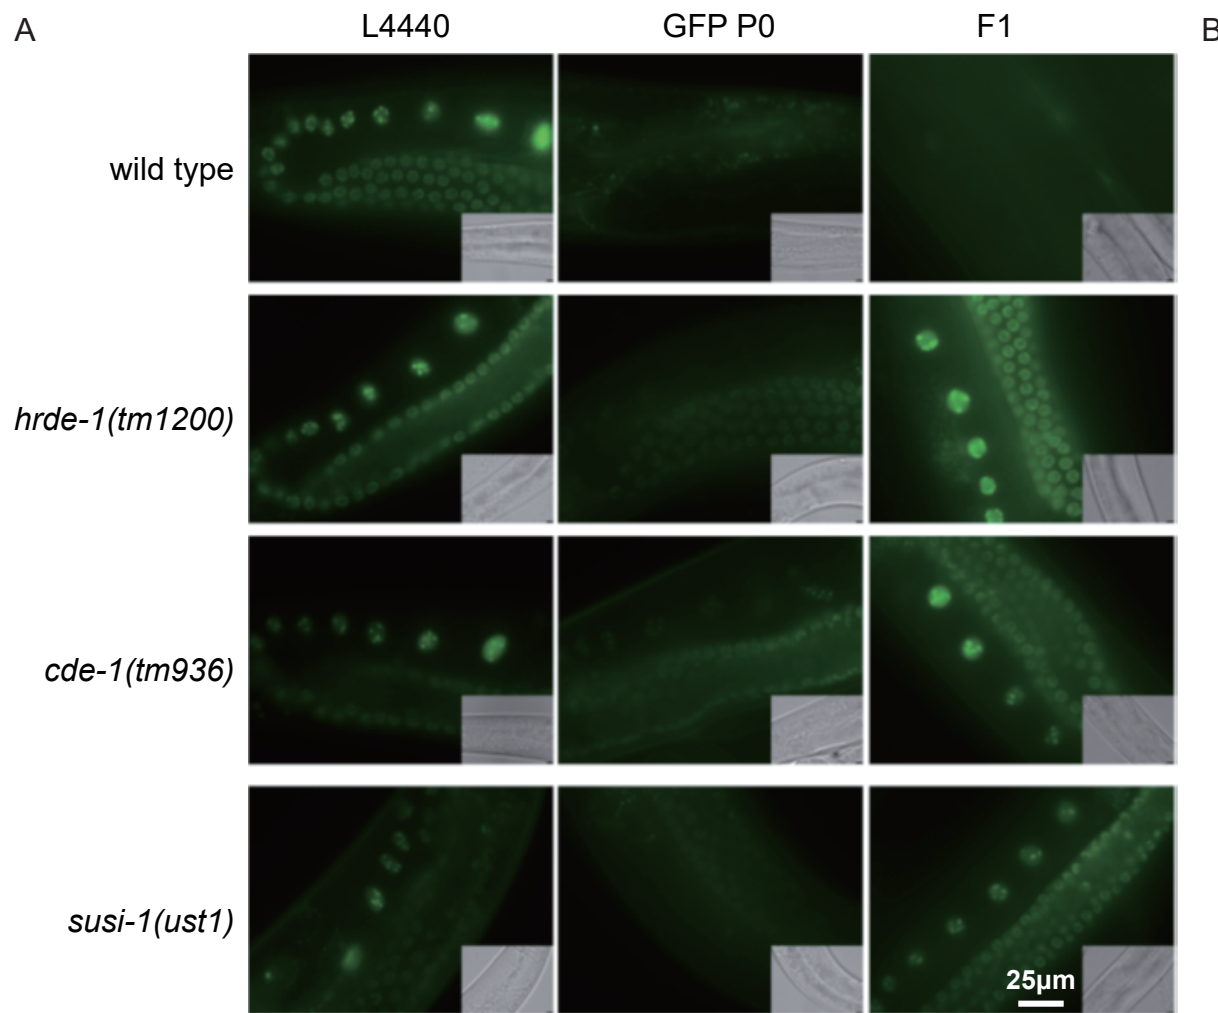 A
L4440
GFP P0
F1
B
wild type
hrde-1(tm1200)
cde-1(tm936)
susi-1(ust1)
25µm